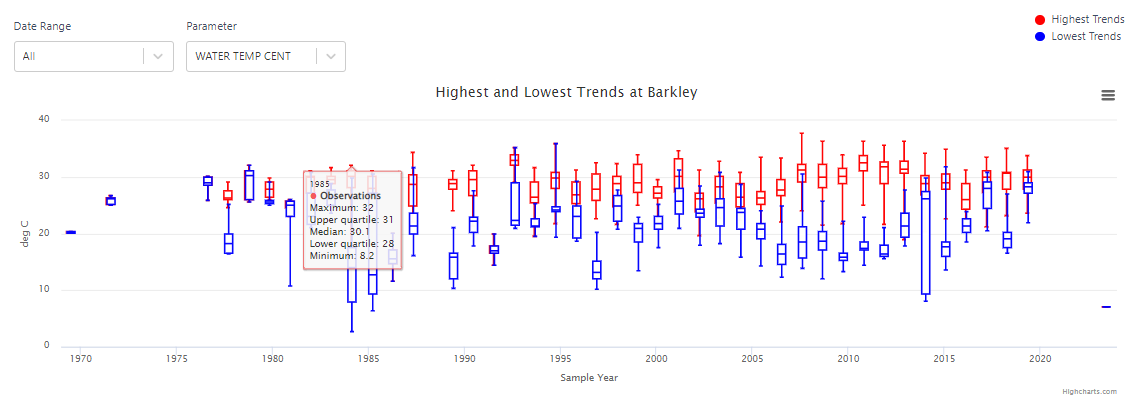 Date Range
Parameter
All
WATER TEMP CENT
Highest Trends
Lowest Trends
Highest and Lowest Trends at Barkley
deg C
40
30
20
10
0
1985
Observations
Maximum: 32
Upper quartile: 31
Median: 30.1
Lower quartile: 28
Minimum: 8.2
1970
1975
1980
1985
1990
1995
2000
2005
2010
2015
2020
Sample Year
Highcharts.com